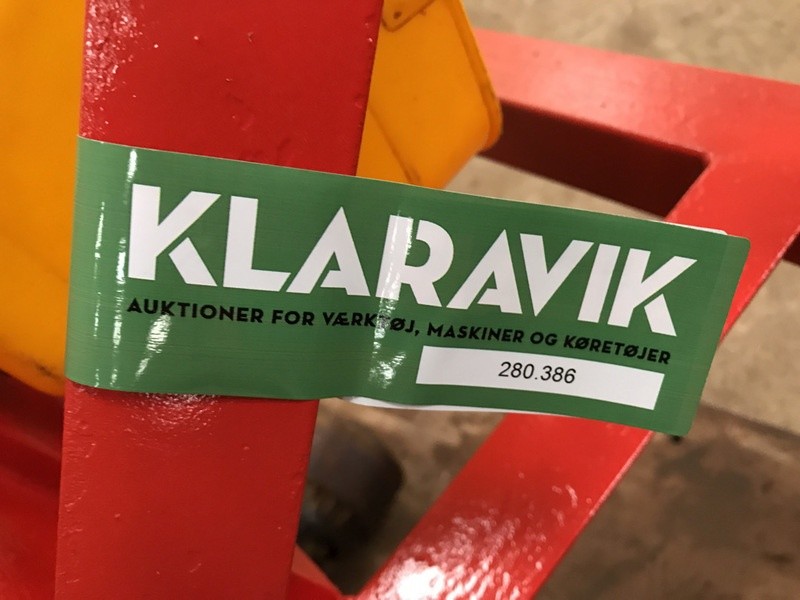 KLARAVIK
AUKTIONER FOR VÆRKTØJ, MASKINER OG KØRETØJER
280.386